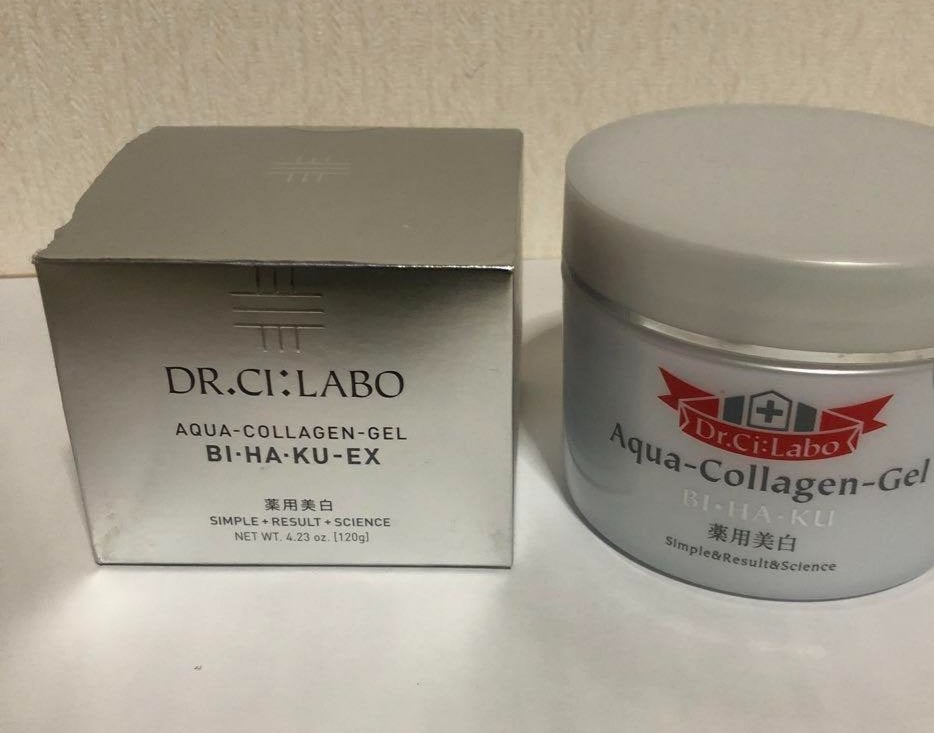 DR.CI:LABO
AQUA-COLLAGEN-GEL
BI·HA·KU-EX
薬用美白
SIMPLE+RESULT+SCIENCE
NET WT. 4.23 oz. [120g]
Dr.Ci:Labo
Aqua-Collagen-Gel
BI·HA·KU
薬用美白
Simple&Result&Science